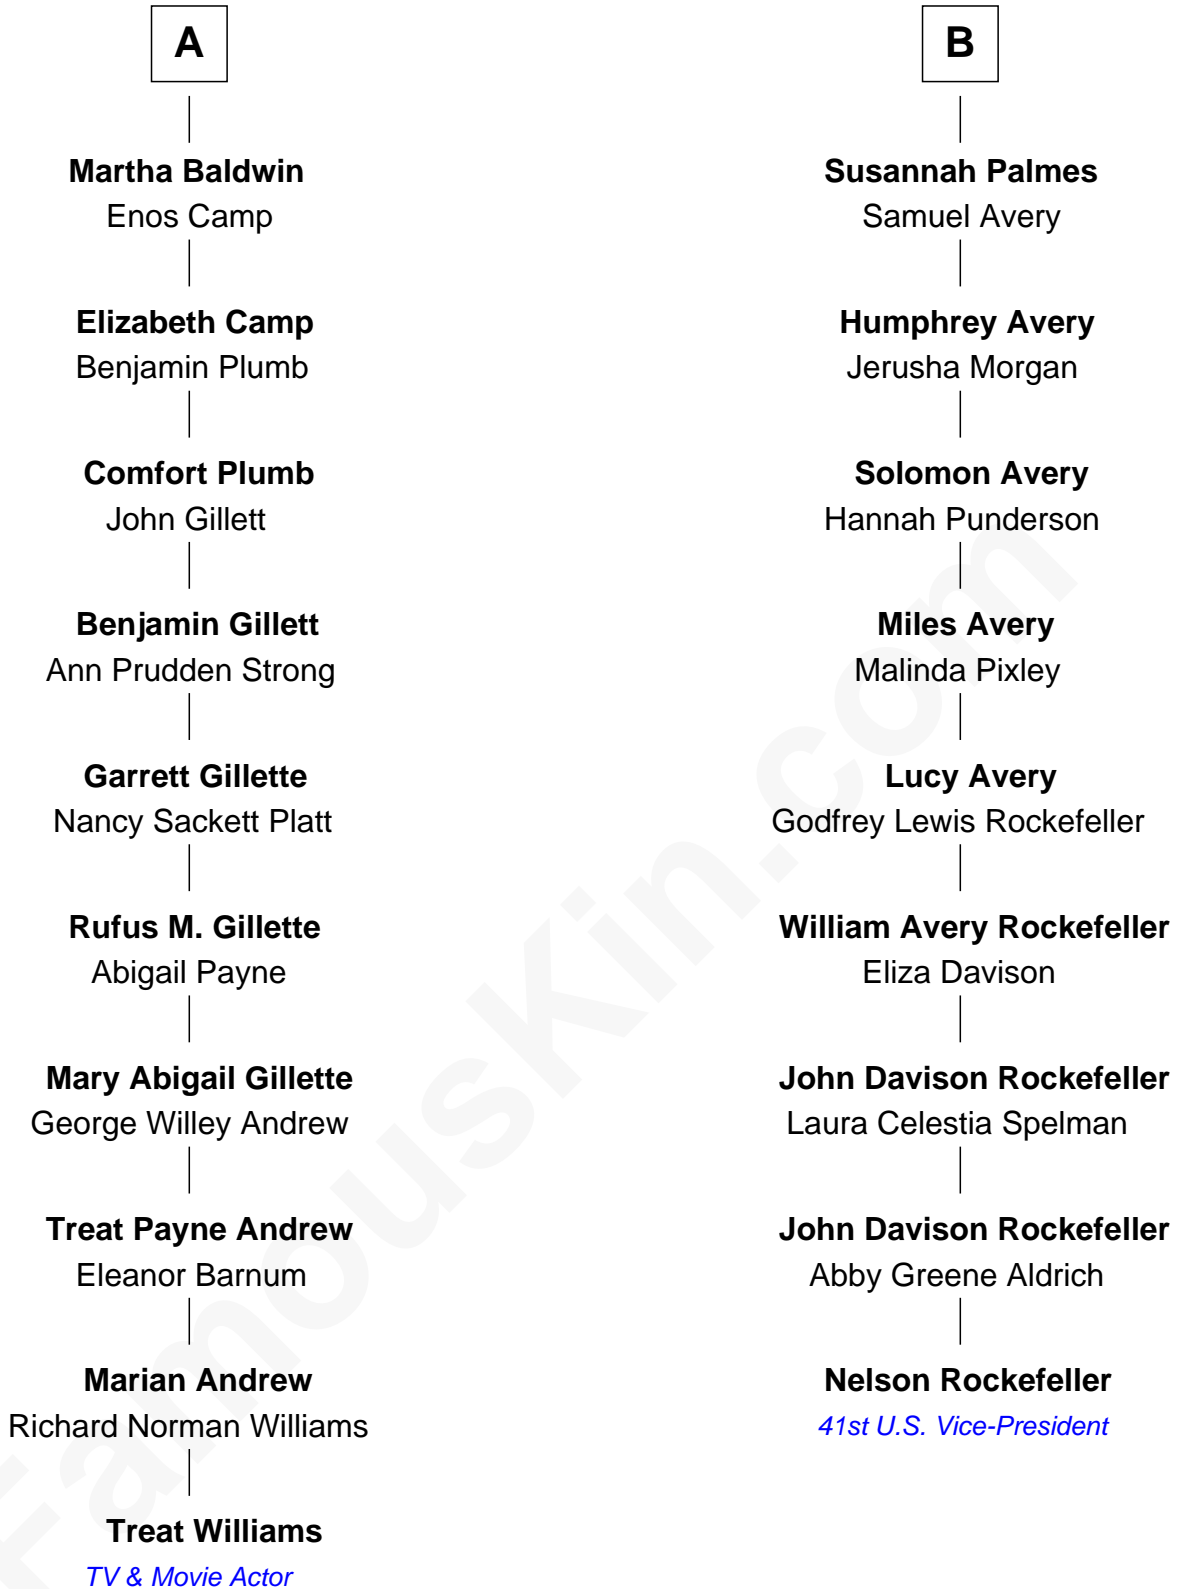 A
Martha Baldwin
Enos Camp
Elizabeth Camp
Benjamin Plumb
Comfort Plumb
John Gillett
Benjamin Gillett
Ann Prudden Strong
Garrett Gillette
Nancy Sackett Platt
Rufus M. Gillette
Abigail Payne
Mary Abigail Gillette
George Willey Andrew
Treat Payne Andrew
Eleanor Barnum
Marian Andrew
Richard Norman Williams
Treat Williams
TV & Movie Actor
B
Susannah Palmes
Samuel Avery
Humphrey Avery
Jerusha Morgan
Solomon Avery
Hannah Punderson
Miles Avery
Malinda Pixley
Lucy Avery
Godfrey Lewis Rockefeller
William Avery Rockefeller
Eliza Davison
John Davison Rockefeller
Laura Celestia Spelman
John Davison Rockefeller
Abby Greene Aldrich
Nelson Rockefeller
41st U.S. Vice-President
FamousKin.com